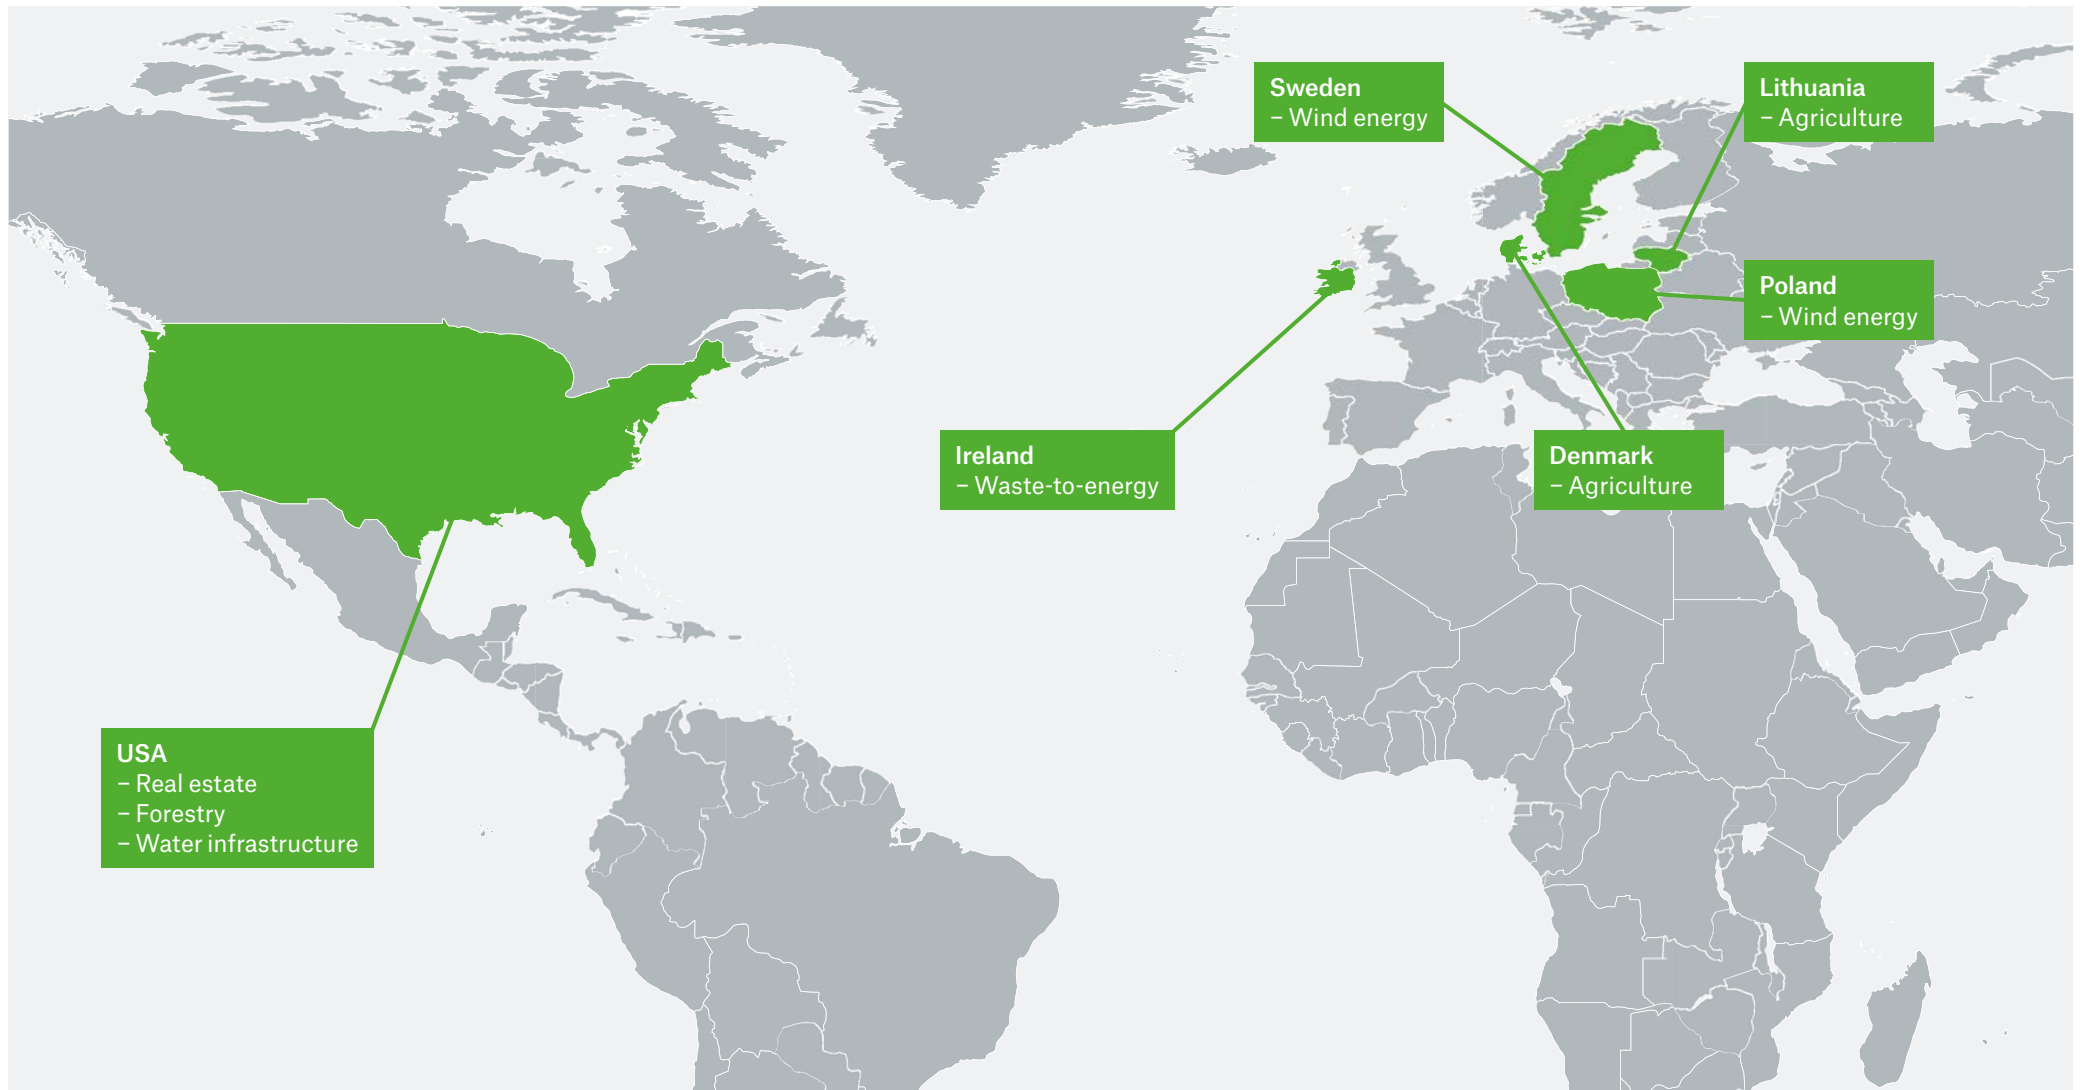 Sweden
– Wind energy
Lithuania
– Agriculture
Poland
– Wind energy
Ireland
– Waste-to-energy
Denmark
– Agriculture
USA
– Real estate
– Forestry
– Water infrastructure